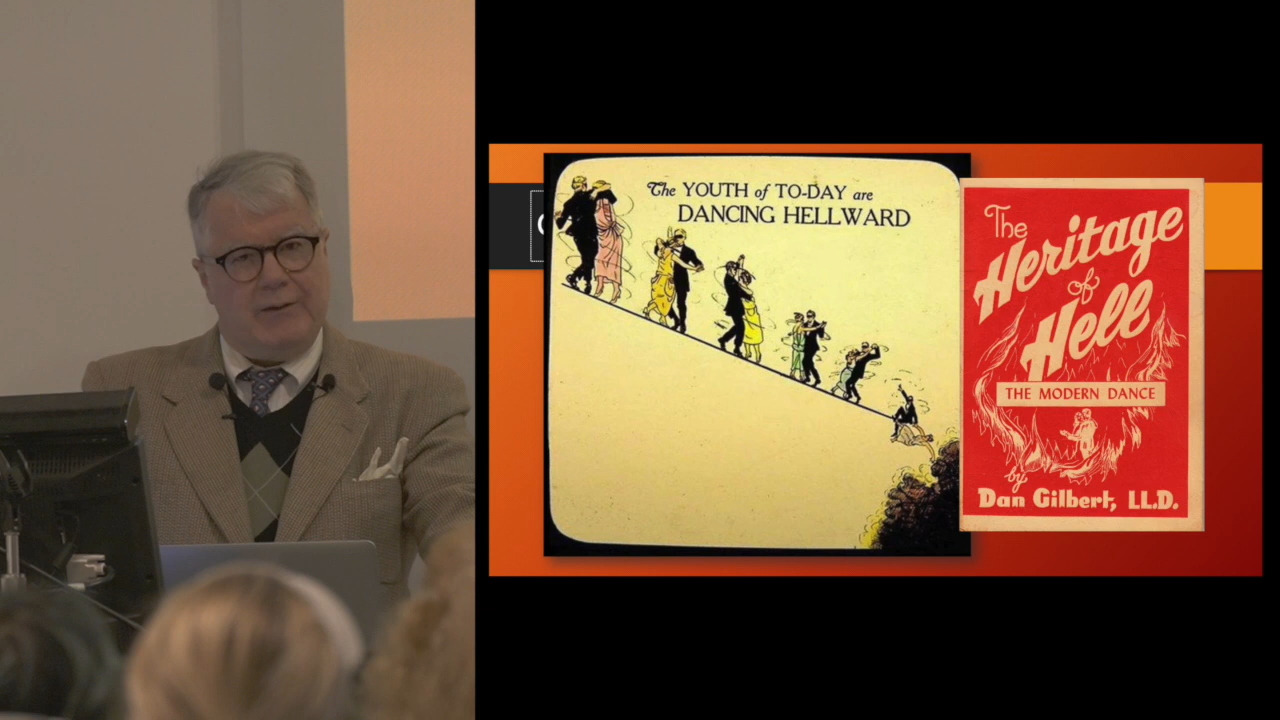 The YOUTH of TO-DAY are
DANCING HELLWARD
The
Heritage
of
Hell
THE MODERN DANCE
by
Dan Gilbert, LL.D.